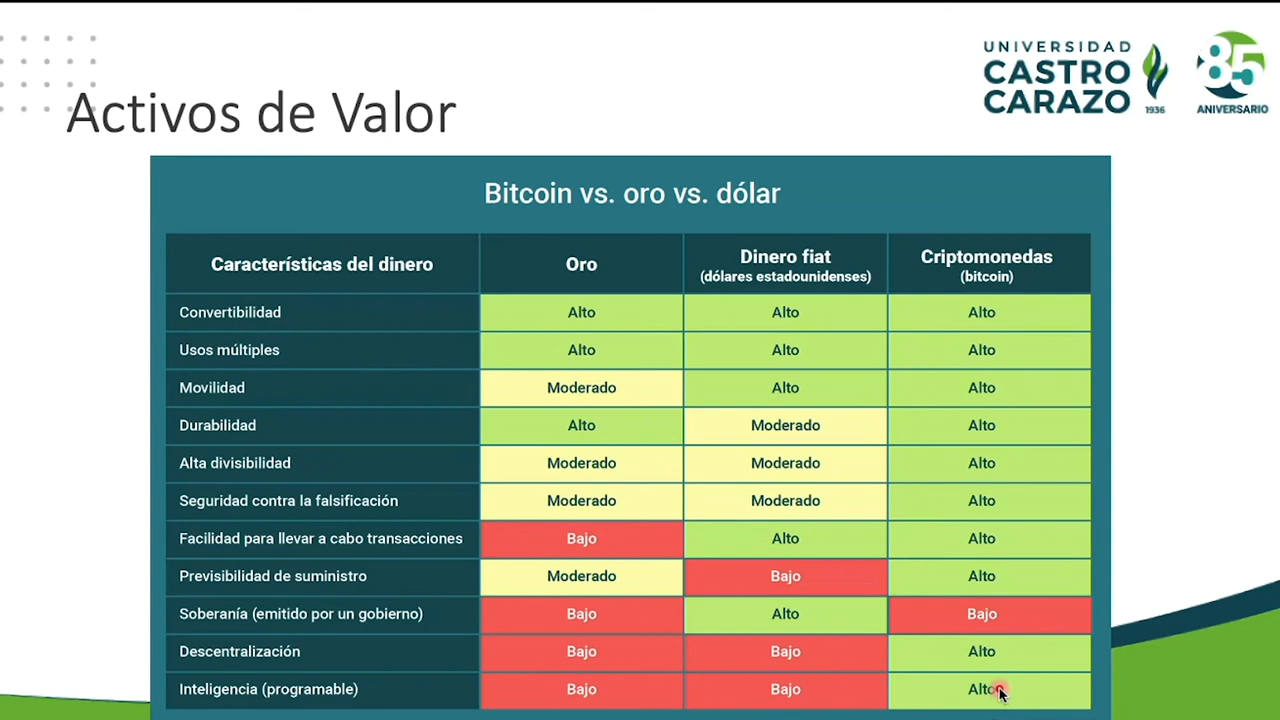 UNIVERSIDAD
CASTRO
CARAZO
1936
85
ANIVERSARIO
Activos de Valor
Bitcoin vs. oro vs. dólar
Características del dinero Oro Dinero fiat (dólares estadounidenses) Criptomonedas (bitcoin)
Convertibilidad Alto Alto Alto
Usos múltiples Alto Alto Alto
Movilidad Moderado Alto Alto
Durabilidad Alto Moderado Alto
Alta divisibilidad Moderado Moderado Alto
Seguridad contra la falsificación Moderado Moderado Alto
Facilidad para llevar a cabo transacciones Bajo Alto Alto
Previsibilidad de suministro Moderado Bajo Alto
Soberanía (emitido por un gobierno) Bajo Alto Bajo
Descentralización Bajo Bajo Alto
Inteligencia (programable) Bajo Bajo Alto